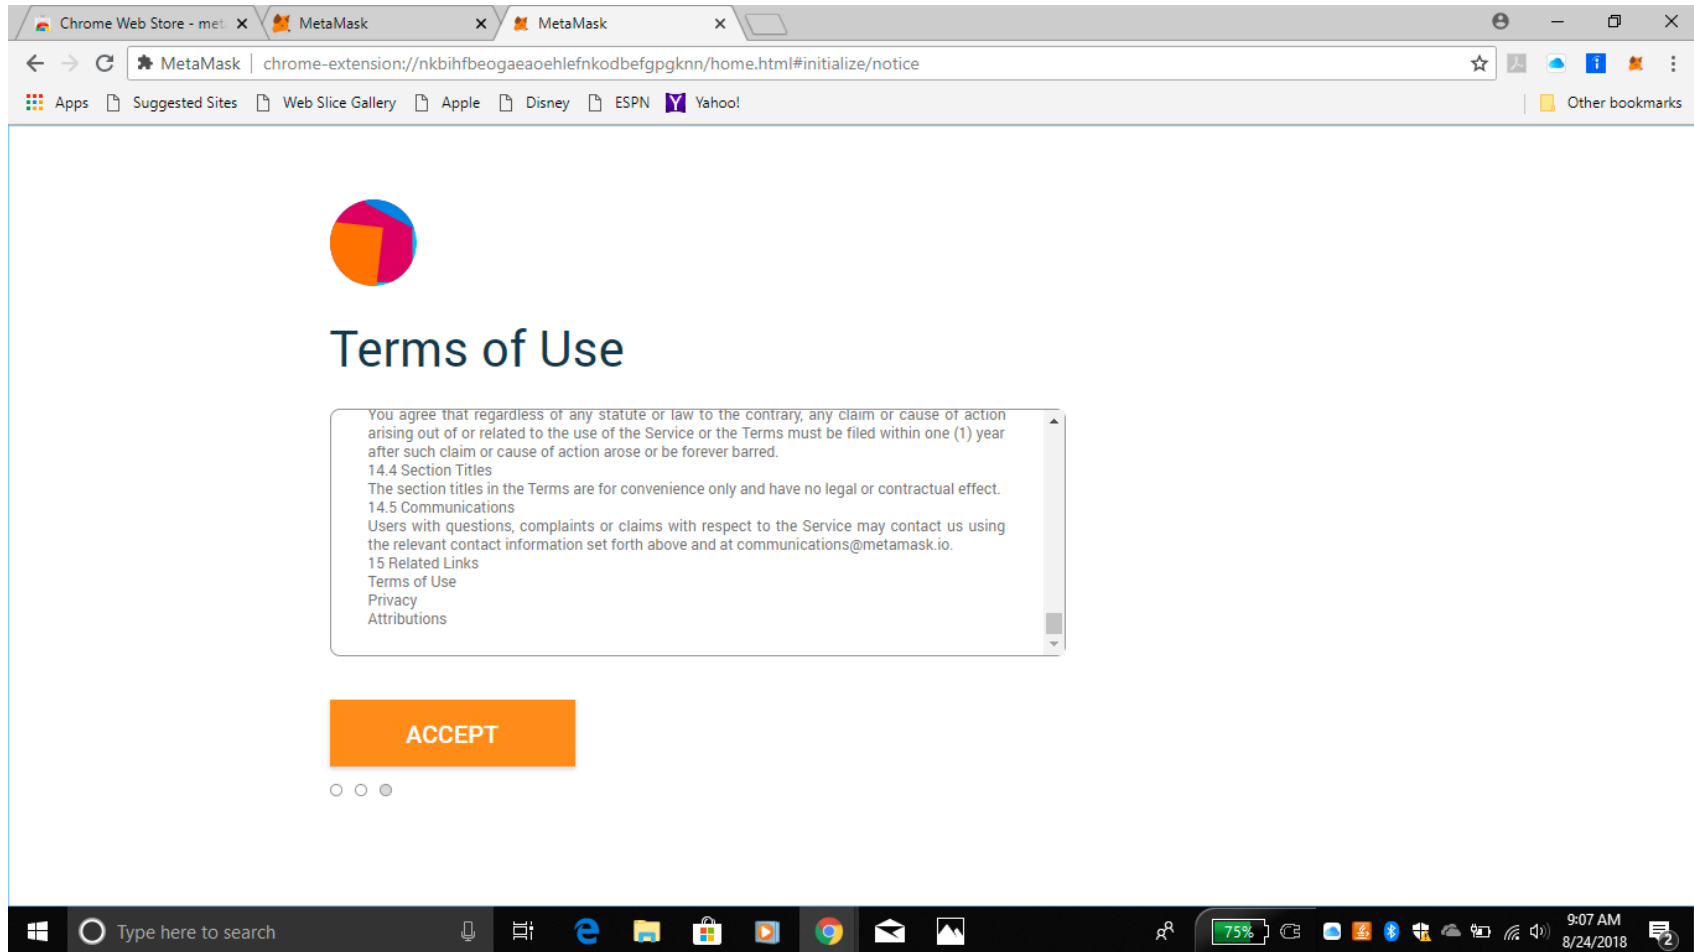 Chrome Web Store - met
MetaMask
MetaMask
MetaMask
chrome-extension://nkbihfbeogaeaoehlefnkodbefgpgknn/home.html#initialize/notice
Apps
Suggested Sites
Web Slice Gallery
Apple
Disney
ESPN
Yahoo!
Other bookmarks
Terms of Use
You agree that regardless of any statute or law to the contrary, any claim or cause of action
arising out of or related to the use of the Service or the Terms must be filed within one (1) year
after such claim or cause of action arose or be forever barred.
14.4 Section Titles
The section titles in the Terms are for convenience only and have no legal or contractual effect.
14.5 Communications
Users with questions, complaints or claims with respect to the Service may contact us using
the relevant contact information set forth above and at communications@metamask.io.
15 Related Links
Terms of Use
Privacy
Attributions
ACCEPT
Type here to search
75%
9:07 AM
8/24/2018
2